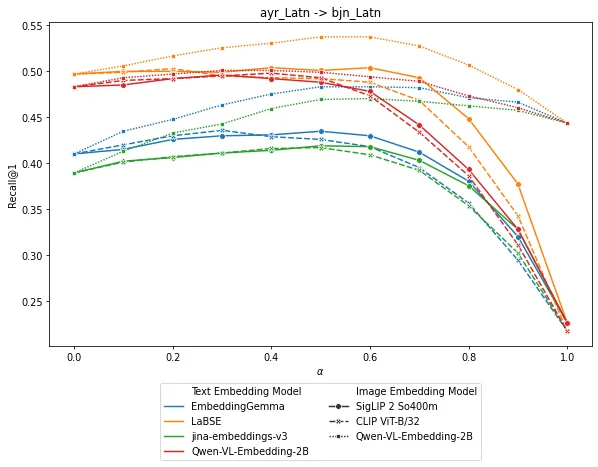 ayr_Latn -> bjn_Latn
0.55
0.50
0.45
0.40
0.35
0.30
0.25
Recall@1
0.0 0.2 0.4 0.6 0.8 1.0
α
Text Embedding Model
EmbeddingGemma
LaBSE
jina-embeddings-v3
Qwen-VL-Embedding-2B
Image Embedding Model
SigLIP 2 So400m
CLIP ViT-B/32
Qwen-VL-Embedding-2B